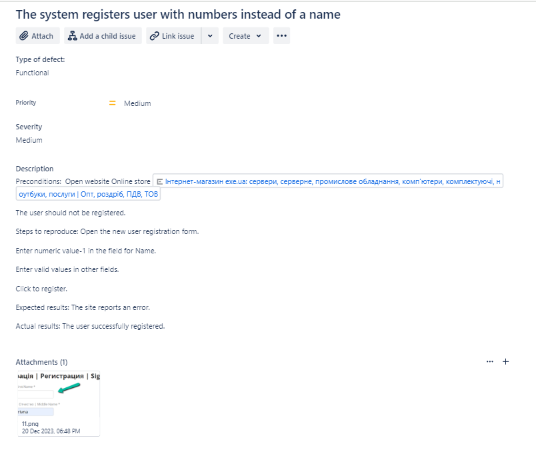 The system registers user with numbers instead of a name
Attach Add a child issue Link issue Create
Type of defect:
Functional
Priority Medium
Severity
Medium
Description
Preconditions: Open website Online store Інтернет-магазин exe.ua: сервери, серверне, промислове обладнання, комп'ютери, комплектуючі, н
оутбуки, послуги | Опт, роздріб, ПДВ, ТОВ
The user should not be registered.
Steps to reproduce: Open the new user registration form.
Enter numeric value-1 in the field for Name.
Enter valid values in other fields.
Click to register.
Expected results: The site reports an error.
Actual results: The user successfully registered.
Attachments (1)
рація | Регистрация | Sig
11.png
20 Dec 2023, 06:48 PM